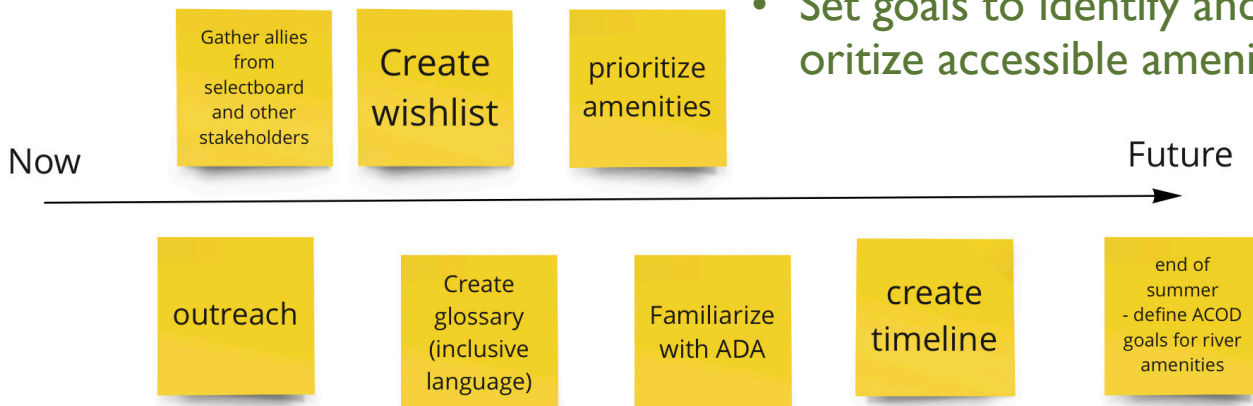 • Set goals to identify and
oritize accessible ameni
Gather allies
from
selectboard
and other
stakeholders
Create
wishlist
prioritize
amenities
Now
Future
outreach
Create
glossary
(inclusive
language)
Familiarize
with ADA
create
timeline
end of
summer
- define ACOD
goals for river
amenities